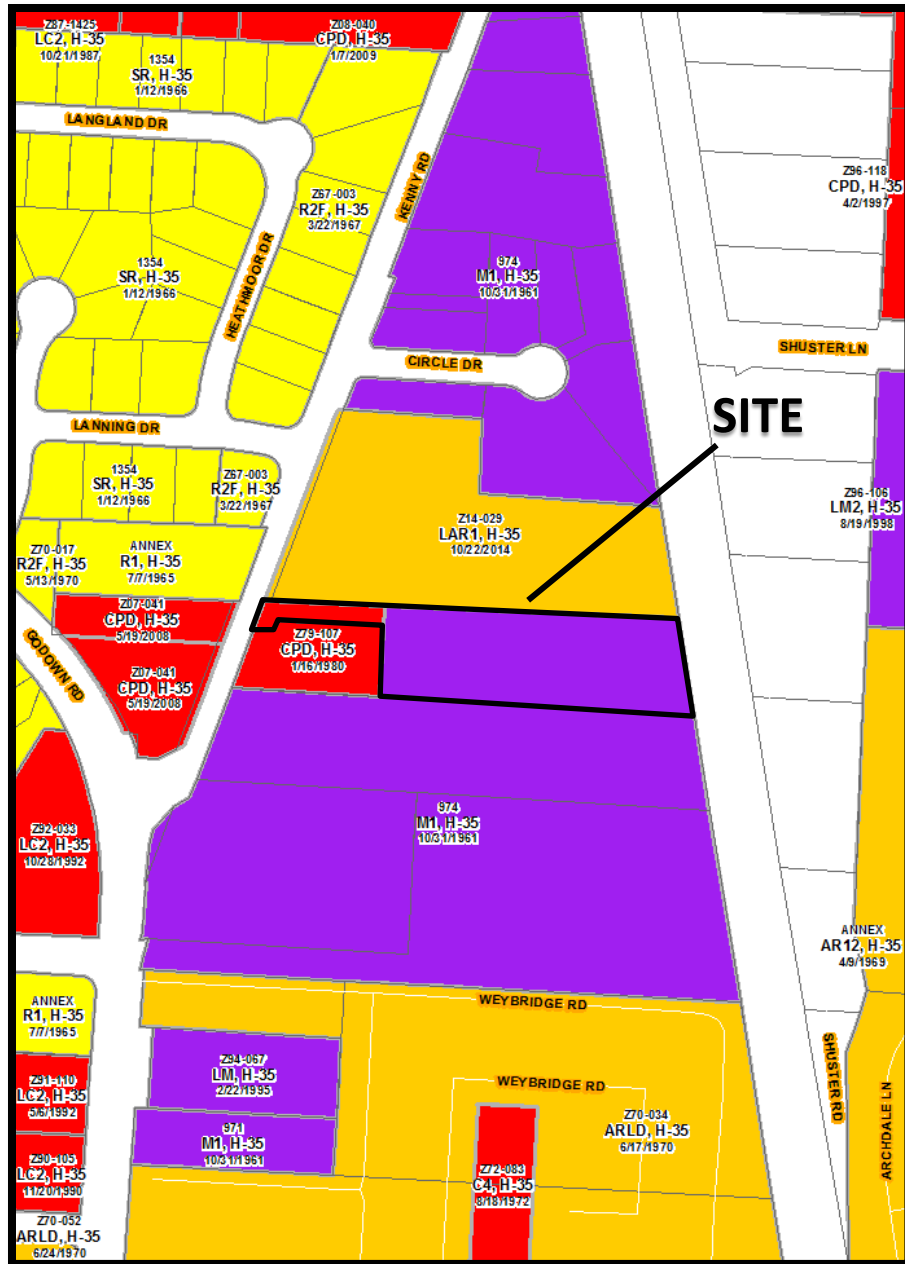 Z87-1425
LC2, H-35
10/21/1987
Z08-040
CPD, H-35
1/7/2009
1354
SR, H-35
1/12/1966
LANGLAND DR
KENNY RD
Z67-003
R2F, H-35
3/22/1967
Z96-118
CPD, H-35
4/2/1997
1354
SR, H-35
1/12/1966
HEATHMOOR DR
974
M1, H-35
10/31/1961
CIRCLE DR
SHUSTER LN
LANNING DR
SITE
1354
SR, H-35
1/12/1966
Z67-003
R2F, H-35
3/22/1967
Z96-106
LM2, H-35
8/19/1998
Z14-029
LAR1, H-35
10/22/2014
Z70-017
R2F, H-35
5/13/1970
ANNEX
R1, H-35
7/7/1965
Z07-041
CPD, H-35
5/19/2008
Z79-107
CPD, H-35
1/16/1980
GODOWN RD
Z07-041
CPD, H-35
5/19/2008
974
M1, H-35
10/31/1961
Z92-033
LC2, H-35
10/28/1992
ANNEX
AR12, H-35
4/9/1969
WEYBRIDGE RD
ANNEX
R1, H-35
7/7/1965
SHUSTER RD
Z94-067
LM, H-35
2/22/1995
WEYBRIDGE RD
Z91-110
LC2, H-35
5/6/1992
971
M1, H-35
10/31/1961
Z70-034
ARLD, H-35
6/17/1970
ARCHDALE LN
Z90-105
LC2, H-35
11/20/1990
Z72-083
C4, H-35
8/18/1972
Z70-052
ARLD, H-35
6/24/1970